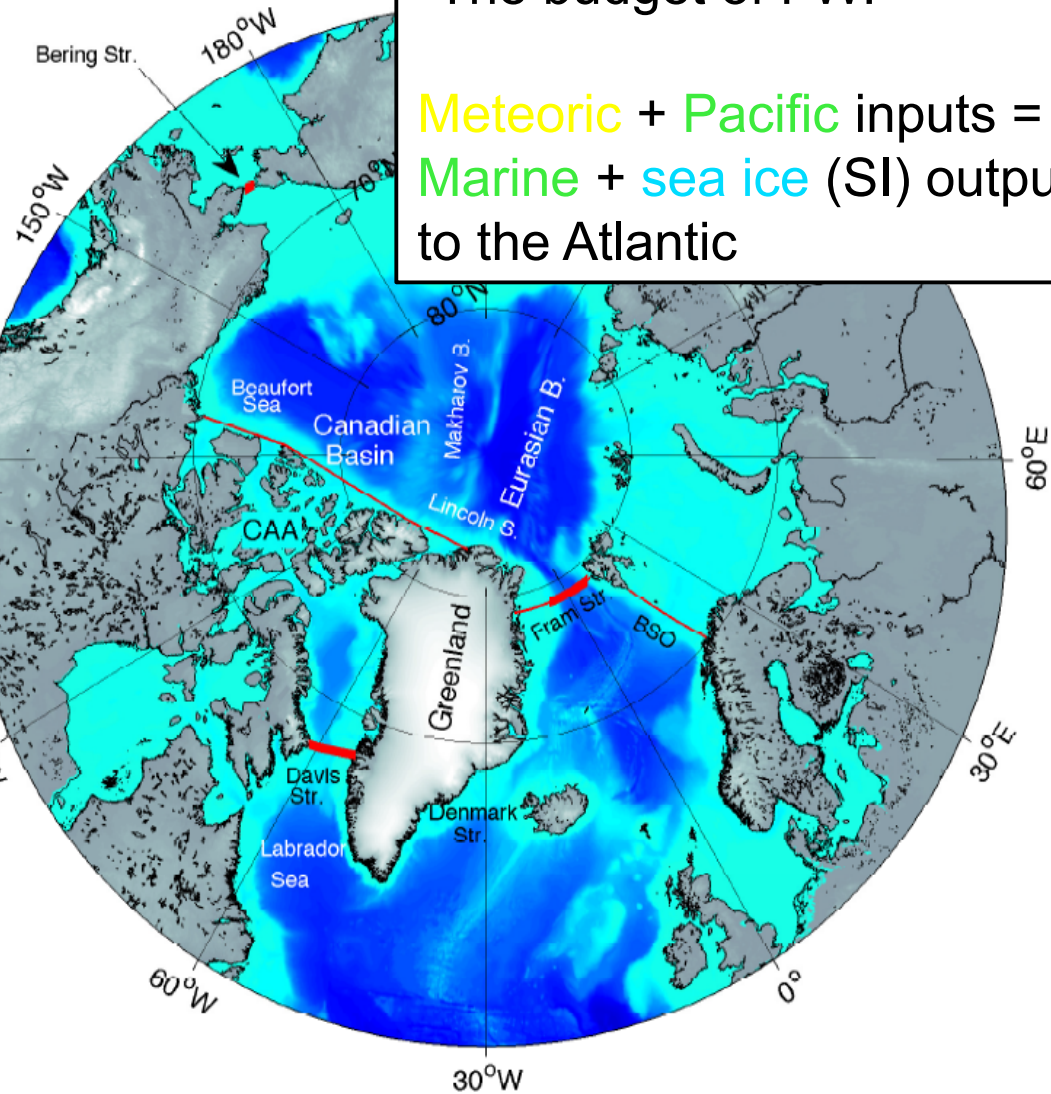 The budget of FW:
Meteoric + Pacific inputs =
Marine + sea ice (SI) outpu
to the Atlantic
Bering Str.
180°W
150°W
70°N
80°N
Beaufort
Sea
Canadian
Basin
Makharov B.
Eurasian B.
Lincoln S.
CAA
60°E
Fram Str
BSO
Greenland
30°E
Davis
Str.
Denmark
Str.
Labrador
Sea
60°W
0°
30°W